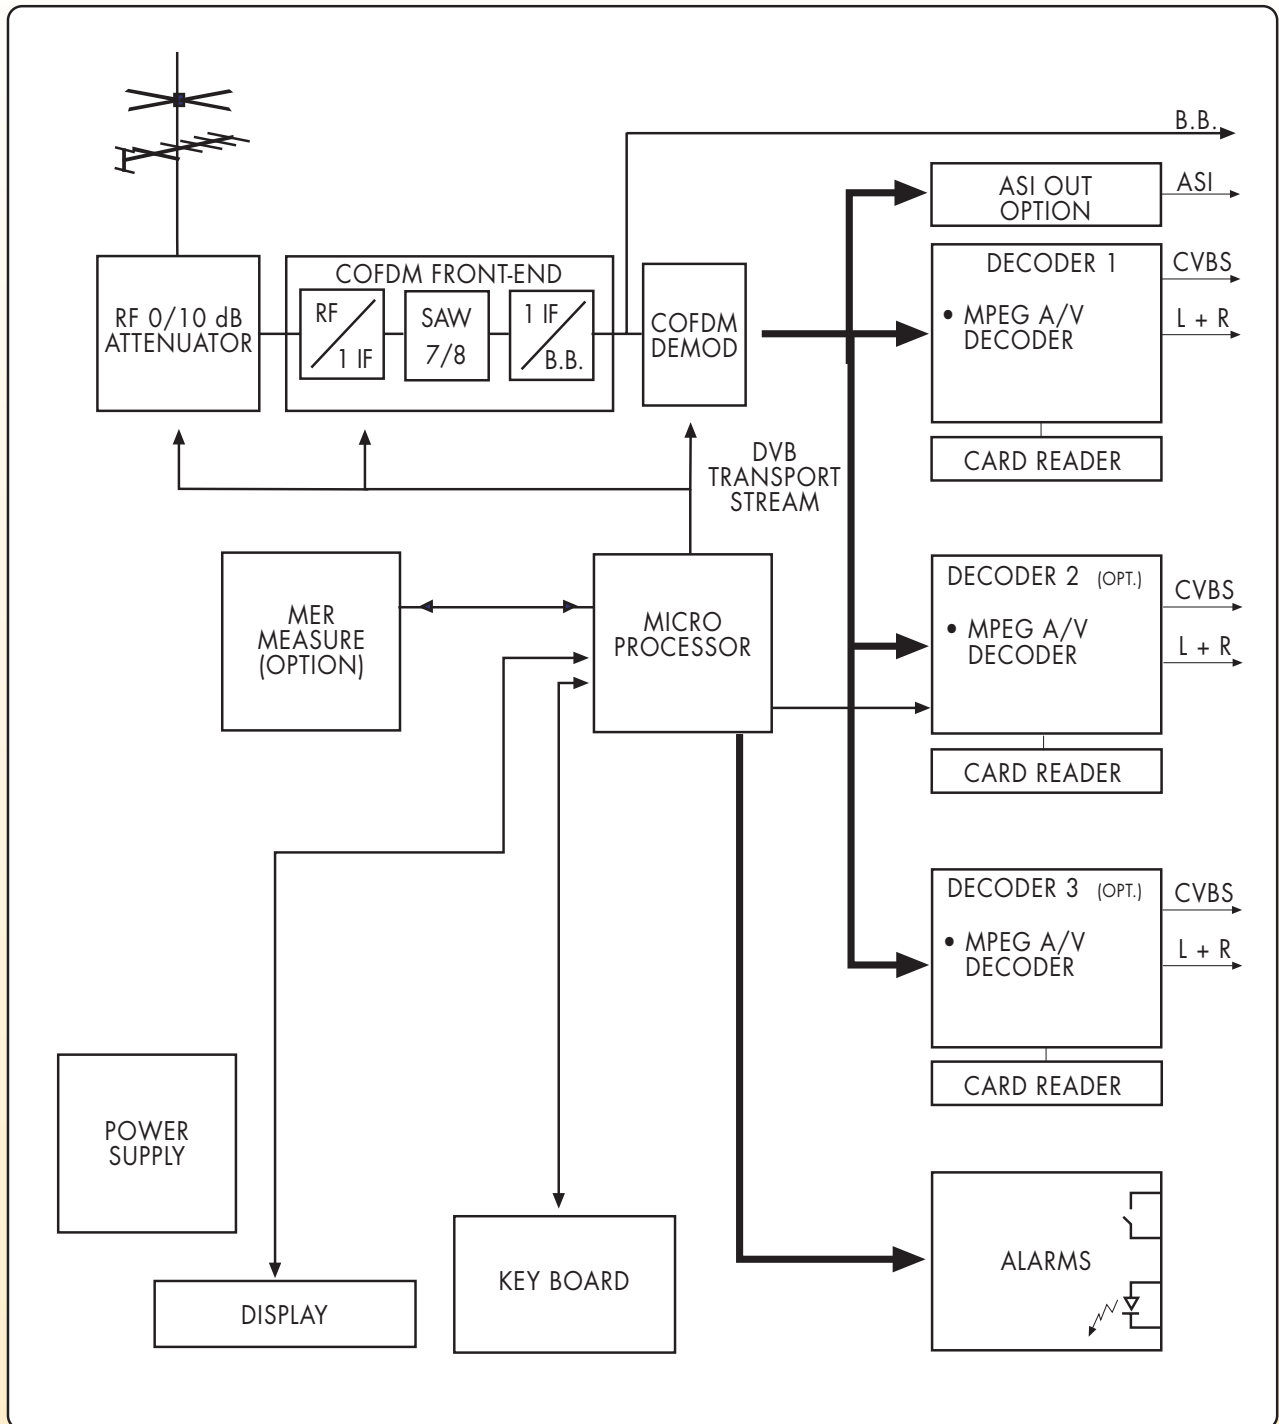 B.B.
ASI OUT
OPTION
ASI
DECODER 1
• MPEG A/V
DECODER
CVBS
L + R
CARD READER
RF 0/10 dB
ATTENUATOR
COFDM FRONT-END
RF
1 IF
SAW
7/8
1 IF
B.B.
COFDM
DEMOD
DVB
TRANSPORT
STREAM
MER
MEASURE
(OPTION)
MICRO
PROCESSOR
DECODER 2 (OPT.)
• MPEG A/V
DECODER
CVBS
L + R
CARD READER
DECODER 3 (OPT.)
• MPEG A/V
DECODER
CVBS
L + R
CARD READER
POWER
SUPPLY
DISPLAY
KEY BOARD
ALARMS